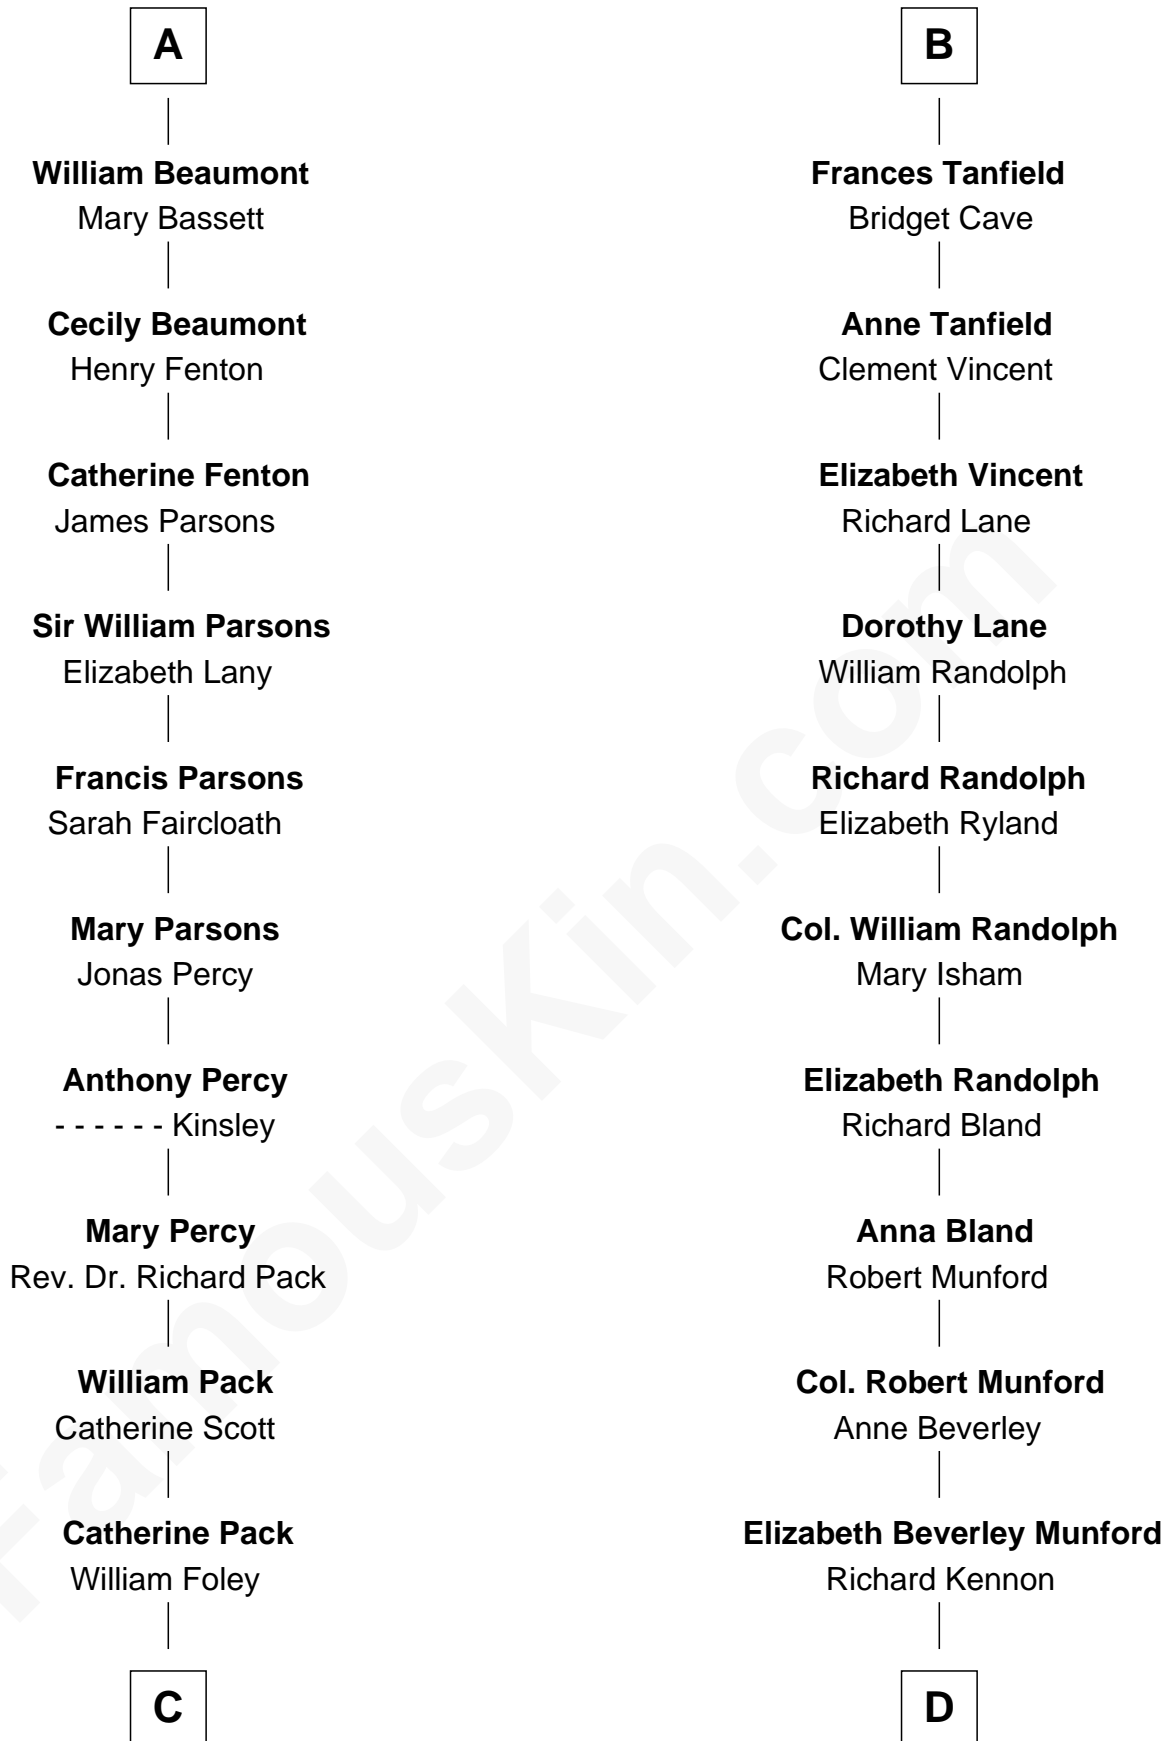 A
William Beaumont
Mary Bassett
Cecily Beaumont
Henry Fenton
Catherine Fenton
James Parsons
Sir William Parsons
Elizabeth Lany
Francis Parsons
Sarah Faircloath
Mary Parsons
Jonas Percy
Anthony Percy
- - - - - - Kinsley
Mary Percy
Rev. Dr. Richard Pack
William Pack
Catherine Scott
Catherine Pack
William Foley
C
B
Frances Tanfield
Bridget Cave
Anne Tanfield
Clement Vincent
Elizabeth Vincent
Richard Lane
Dorothy Lane
William Randolph
Richard Randolph
Elizabeth Ryland
Col. William Randolph
Mary Isham
Elizabeth Randolph
Richard Bland
Anna Bland
Robert Munford
Col. Robert Munford
Anne Beverley
Elizabeth Beverley Munford
Richard Kennon
D
FamousKin.com